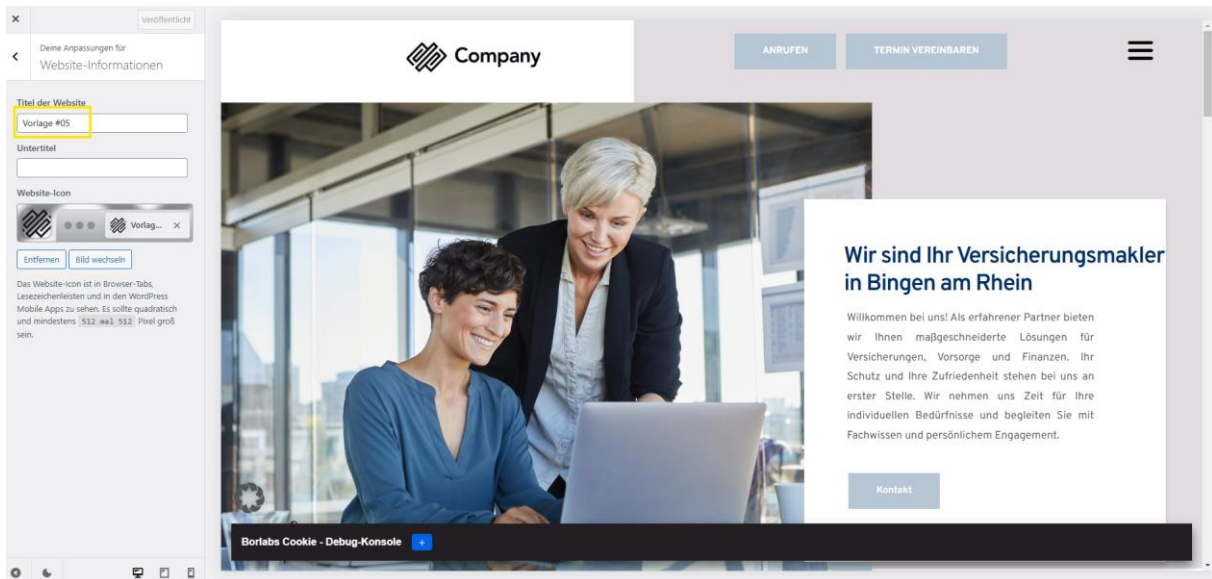 Veröffentlicht
Deine Anpassungen für
Website-Informationen
Titel der Website
Vorlage #05
Untertitel
Website-Icon
Vorlag...
Entfernen
Bild wechseln
Das Website-Icon ist in Browser-Tabs,
Lesezeichenleisten und in den WordPress
Mobile Apps zu sehen. Es sollte quadratisch
und mindestens 512 mal 512 Pixel groß
sein.
Company
ANRUFEN
TERMIN VEREINBAREN
Wir sind Ihr Versicherungsmakler
in Bingen am Rhein
Willkommen bei uns! Als erfahrener Partner bieten
wir Ihnen maßgeschneiderte Lösungen für
Versicherungen, Vorsorge und Finanzen. Ihr
Schutz und Ihre Zufriedenheit stehen bei uns an
erster Stelle. Wir nehmen uns Zeit für Ihre
individuellen Bedürfnisse und begleiten Sie mit
Fachwissen und persönlichem Engagement.
Kontakt
Borlabs Cookie - Debug-Konsole +